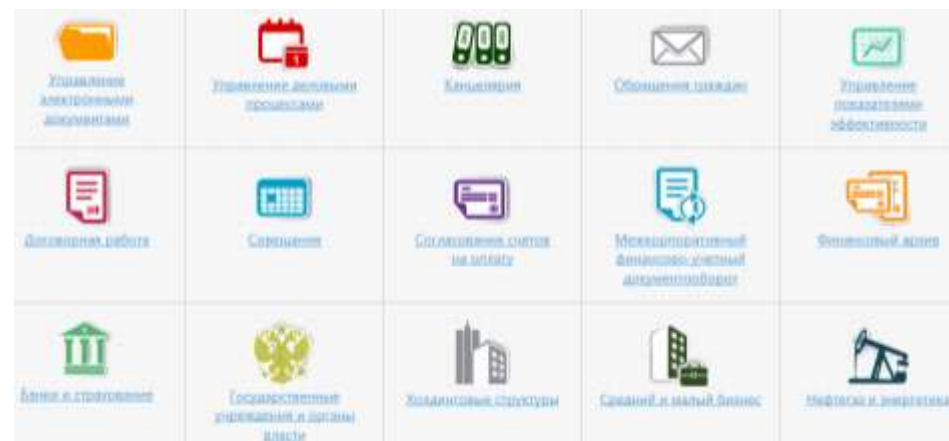 Управление
электронными
документами
Управление деловыми
процессами
Канцелярия
Обращения граждан
Управление
показателями
эффективности
Договорная работа
Совещание
Согласование счетов
на оплату
Межкорпоративный
финансово-учетный
документооборот
Финансовый архив
Банки и страхование
Государственные
учреждения и органы
власти
Холдинговые структуры
Средний и малый бизнес
Нефтегаз и энергетика